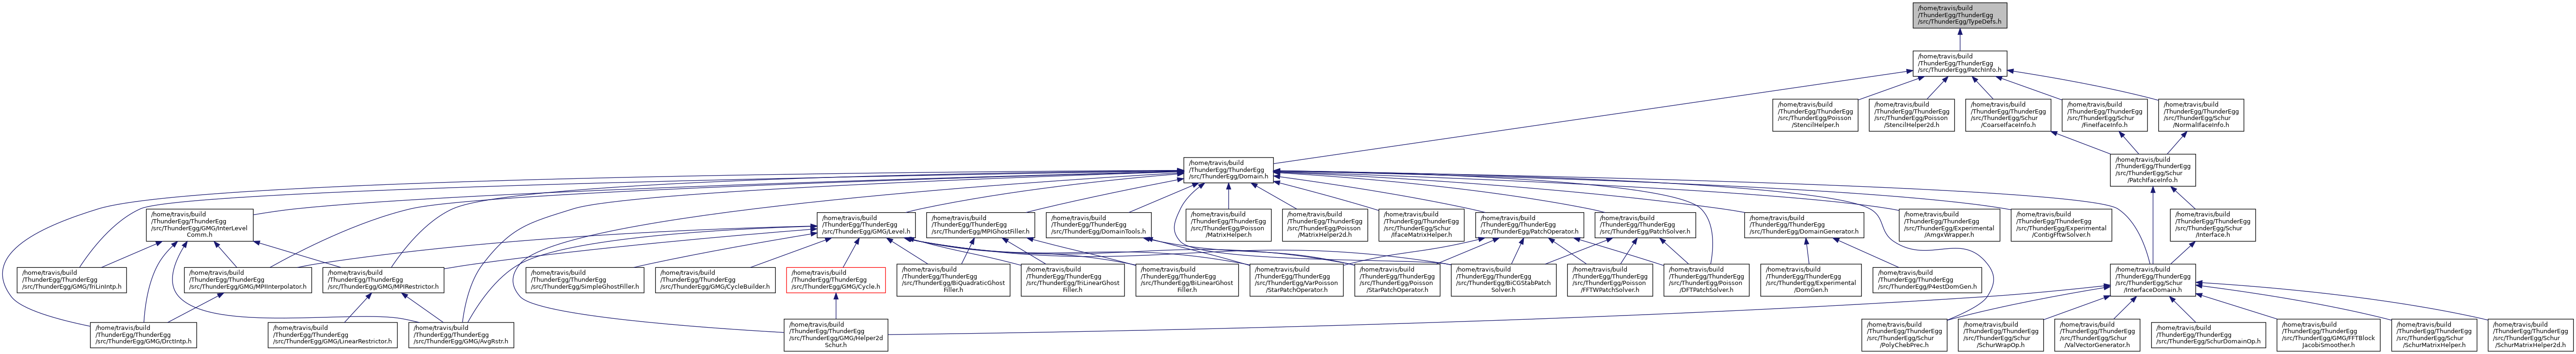 /home/travis/build
/ThunderEgg/ThunderEgg
/src/ThunderEgg/TypeDefs.h
/home/travis/build
/ThunderEgg/ThunderEgg
/src/ThunderEgg/PatchInfo.h
/home/travis/build
/ThunderEgg/ThunderEgg
/src/ThunderEgg/Poisson
/StencilHelper.h
/home/travis/build
/ThunderEgg/ThunderEgg
/src/ThunderEgg/Poisson
/StencilHelper2d.h
/home/travis/build
/ThunderEgg/ThunderEgg
/src/ThunderEgg/Schur
/CoarseIfaceInfo.h
/home/travis/build
/ThunderEgg/ThunderEgg
/src/ThunderEgg/Schur
/FineIfaceInfo.h
/home/travis/build
/ThunderEgg/ThunderEgg
/src/ThunderEgg/Schur
/NormalIfaceInfo.h
/home/travis/build
/ThunderEgg/ThunderEgg
/src/ThunderEgg/Domain.h
/home/travis/build
/ThunderEgg/ThunderEgg
/src/ThunderEgg/Schur
/PatchIfaceInfo.h
/home/travis/build
/ThunderEgg/ThunderEgg
/src/ThunderEgg/GMG/InterLevel
Comm.h
/home/travis/build
/ThunderEgg/ThunderEgg
/src/ThunderEgg/GMG/Level.h
/home/travis/build
/ThunderEgg/ThunderEgg
/src/ThunderEgg/MPIGhostFiller.h
/home/travis/build
/ThunderEgg/ThunderEgg
/src/ThunderEgg/DomainTools.h
/home/travis/build
/ThunderEgg/ThunderEgg
/src/ThunderEgg/Poisson
/MatrixHelper.h
/home/travis/build
/ThunderEgg/ThunderEgg
/src/ThunderEgg/Poisson
/MatrixHelper2d.h
/home/travis/build
/ThunderEgg/ThunderEgg
/src/ThunderEgg/Schur
/IfaceMatrixHelper.h
/home/travis/build
/ThunderEgg/ThunderEgg
/src/ThunderEgg/PatchOperator.h
/home/travis/build
/ThunderEgg/ThunderEgg
/src/ThunderEgg/PatchSolver.h
/home/travis/build
/ThunderEgg/ThunderEgg
/src/ThunderEgg/DomainGenerator.h
/home/travis/build
/ThunderEgg/ThunderEgg
/src/ThunderEgg/Experimental
/AmgxWrapper.h
/home/travis/build
/ThunderEgg/ThunderEgg
/src/ThunderEgg/Experimental
/ContigFftwSolver.h
/home/travis/build
/ThunderEgg/ThunderEgg
/src/ThunderEgg/Schur
/Interface.h
/home/travis/build
/ThunderEgg/ThunderEgg
/src/ThunderEgg/GMG/TriLinIntp.h
/home/travis/build
/ThunderEgg/ThunderEgg
/src/ThunderEgg/GMG/MPIInterpolator.h
/home/travis/build
/ThunderEgg/ThunderEgg
/src/ThunderEgg/GMG/MPIRestrictor.h
/home/travis/build
/ThunderEgg/ThunderEgg
/src/ThunderEgg/SimpleGhostFiller.h
/home/travis/build
/ThunderEgg/ThunderEgg
/src/ThunderEgg/GMG/CycleBuilder.h
/home/travis/build
/ThunderEgg/ThunderEgg
/src/ThunderEgg/GMG/Cycle.h
/home/travis/build
/ThunderEgg/ThunderEgg
/src/ThunderEgg/BiQuadraticGhost
Filler.h
/home/travis/build
/ThunderEgg/ThunderEgg
/src/ThunderEgg/TriLinearGhost
Filler.h
/home/travis/build
/ThunderEgg/ThunderEgg
/src/ThunderEgg/BiLinearGhost
Filler.h
/home/travis/build
/ThunderEgg/ThunderEgg
/src/ThunderEgg/VarPoisson
/StarPatchOperator.h
/home/travis/build
/ThunderEgg/ThunderEgg
/src/ThunderEgg/Poisson
/StarPatchOperator.h
/home/travis/build
/ThunderEgg/ThunderEgg
/src/ThunderEgg/BiCGStabPatch
Solver.h
/home/travis/build
/ThunderEgg/ThunderEgg
/src/ThunderEgg/Poisson
/FFTWPatchSolver.h
/home/travis/build
/ThunderEgg/ThunderEgg
/src/ThunderEgg/Poisson
/DFTPatchSolver.h
/home/travis/build
/ThunderEgg/ThunderEgg
/src/ThunderEgg/Experimental
/DomGen.h
/home/travis/build
/ThunderEgg/ThunderEgg
/src/ThunderEgg/P4estDomGen.h
/home/travis/build
/ThunderEgg/ThunderEgg
/src/ThunderEgg/Schur
/InterfaceDomain.h
/home/travis/build
/ThunderEgg/ThunderEgg
/src/ThunderEgg/GMG/DrctIntp.h
/home/travis/build
/ThunderEgg/ThunderEgg
/src/ThunderEgg/GMG/LinearRestrictor.h
/home/travis/build
/ThunderEgg/ThunderEgg
/src/ThunderEgg/GMG/AvgRstr.h
/home/travis/build
/ThunderEgg/ThunderEgg
/src/ThunderEgg/GMG/Helper2d
Schur.h
/home/travis/build
/ThunderEgg/ThunderEgg
/src/ThunderEgg/Schur
/PolyChebPrec.h
/home/travis/build
/ThunderEgg/ThunderEgg
/src/ThunderEgg/Schur
/SchurWrapOp.h
/home/travis/build
/ThunderEgg/ThunderEgg
/src/ThunderEgg/Schur
/ValVectorGenerator.h
/home/travis/build
/ThunderEgg/ThunderEgg
/src/ThunderEgg/SchurDomainOp.h
/home/travis/build
/ThunderEgg/ThunderEgg
/src/ThunderEgg/GMG/FFTBlock
JacobiSmoother.h
/home/travis/build
/ThunderEgg/ThunderEgg
/src/ThunderEgg/Schur
/SchurMatrixHelper.h
/home/travis/build
/ThunderEgg/ThunderEgg
/src/ThunderEgg/Schur
/SchurMatrixHelper2d.h